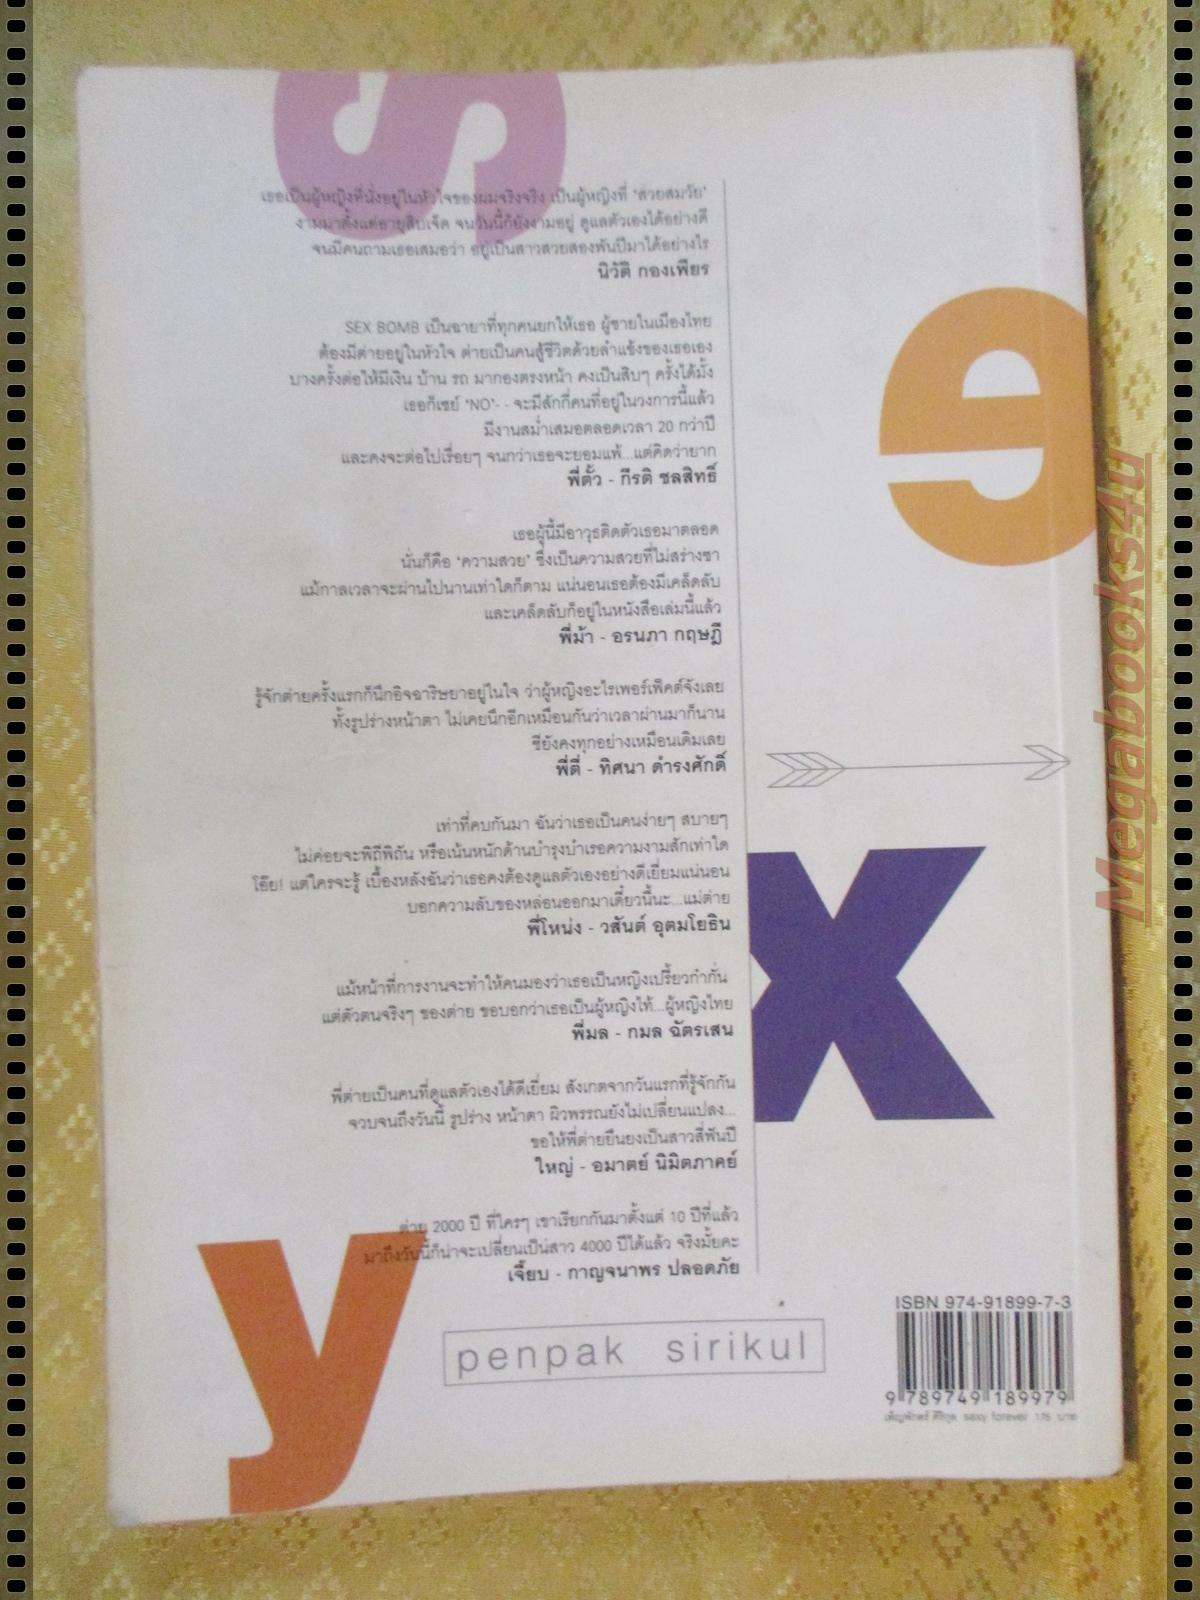 s
e
x
y
เธอเป็นผู้หญิงที่นั่งอยู่ในหัวใจของผมจริงจริง เป็นผู้หญิงที่ 'สวยสมวัย'
งามมาตั้งแต่อายุสิบเจ็ด จนวันนี้ก็ยังงามอยู่ ดูแลตัวเองได้อย่างดี
จนมีคนถามเธอเสมอว่า อยู่เป็นสาวสวยสองพันปีมาได้อย่างไร
นิวัติ กองเพียร
SEX BOMB เป็นฉายาที่ทุกคนยกให้เธอ ผู้ชายในเมืองไทย
ต้องมีต่ายอยู่ในหัวใจ ต่ายเป็นคนสู้ชีวิตด้วยลำแข้งของเธอเอง
บางครั้งต่อให้มีเงิน บ้าน รถ มากองตรงหน้า คงเป็นสิบๆ ครั้งได้มั้ง
เธอก็เซย์ 'NO'- - จะมีสักกี่คนที่อยู่ในวงการนี้แล้ว
มีงานสม่ำเสมอตลอดเวลา 20 กว่าปี
และคงจะต่อไปเรื่อยๆ จนกว่าเธอจะยอมแพ้...แต่คิดว่ายาก
พี่ตั้ว - กีรติ ชลสิทธิ์
เธอผู้นี้มีอาวุธติดตัวเธอมาตลอด
นั่นก็คือ 'ความสวย' ซึ่งเป็นความสวยที่ไม่สร่างซา
แม้กาลเวลาจะผ่านไปนานเท่าใดก็ตาม แน่นอนเธอต้องมีเคล็ดลับ
และเคล็ดลับก็อยู่ในหนังสือเล่มนี้แล้ว
พี่ม้า - อรนภา กฤษฎี
รู้จักต่ายครั้งแรกก็นึกอิจฉาริษยาอยู่ในใจ ว่าผู้หญิงอะไรเพอร์เฟ็คต์จังเลย
ทั้งรูปร่างหน้าตา ไม่เคยนึกอีกเหมือนกันว่าเวลาผ่านมาก็นาน
ชียังคงทุกอย่างเหมือนเดิมเลย
พี่ตี่ - ทิศนา ดำรงศักดิ์
เท่าที่คบกันมา ฉันว่าเธอเป็นคนง่ายๆ สบายๆ
ไม่ค่อยจะพิถีพิถัน หรือเน้นหนักด้านบำรุงบำเรอความงามสักเท่าใด
โอ๊ย! แต่ใครจะรู้ เบื้องหลังฉันว่าเธอคงต้องดูแลตัวเองอย่างดีเยี่ยมแน่นอน
บอกความลับของหล่อนออกมาเดี๋ยวนี้นะ...แม่ต่าย
พี่โหน่ง - วสันต์ อุตมโยธิน
แม้หน้าที่การงานจะทำให้คนมองว่าเธอเป็นหญิงเปรี้ยวกำกั่น
แต่ตัวตนจริงๆ ของต่าย ขอบอกว่าเธอเป็นผู้หญิงไท้...ผู้หญิงไทย
พี่มล - กมล ฉัตรเสน
พี่ต่ายเป็นคนที่ดูแลตัวเองได้ดีเยี่ยม สังเกตจากวันแรกที่รู้จักกัน
จวบจนถึงวันนี้ รูปร่าง หน้าตา ผิวพรรณยังไม่เปลี่ยนแปลง...
ขอให้พี่ต่ายยืนยงเป็นสาวสี่พันปี
ใหญ่ - อมาตย์ นิมิตภาคย์
ต่าย 2000 ปี ที่ใครๆ เขาเรียกกันมาตั้งแต่ 10 ปีที่แล้ว
มาถึงวันนี้ก็น่าจะเปลี่ยนเป็นสาว 4000 ปีได้แล้ว จริงมั้ยคะ
เจี๊ยบ - กาญจนาพร ปลอดภัย
penpak sirikul
ISBN 974-91899-7-3
9 789749 189979
เพ็ญพักตร์ ศิริกุล sexy forever 175 บาท
Megabooks4u